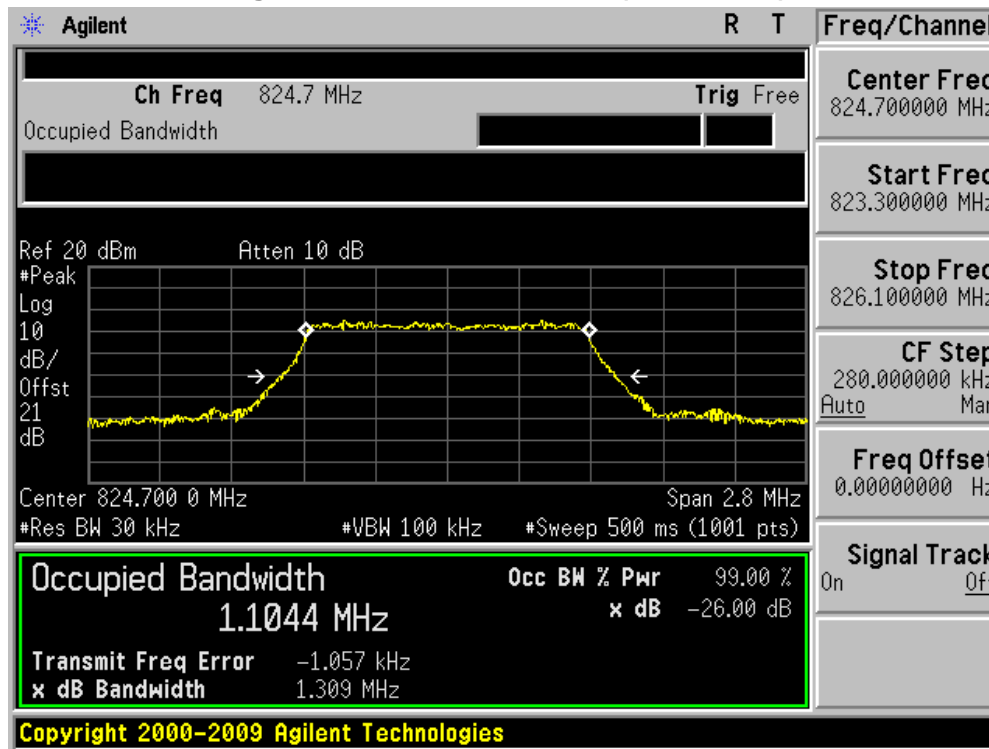 Agilent R T Freq/Channel
Ch Freq 824.7 MHz Trig Free
Occupied Bandwidth
Center Freq
824.700000 MHz
Start Freq
823.300000 MHz
Stop Freq
826.100000 MHz
CF Step
280.000000 kHz
Auto Man
Freq Offset
0.00000000 Hz
Signal Track
On Off
Ref 20 dBm Atten 10 dB
#Peak
Log
10
dB/
Offst
21
dB
Center 824.700 0 MHz Span 2.8 MHz
#Res BW 30 kHz #VBW 100 kHz #Sweep 500 ms (1001 pts)
Occupied Bandwidth Occ BW % Pwr 99.00 %
1.1044 MHz x dB -26.00 dB
Transmit Freq Error -1.057 kHz
x dB Bandwidth 1.309 MHz
Copyright 2000-2009 Agilent Technologies